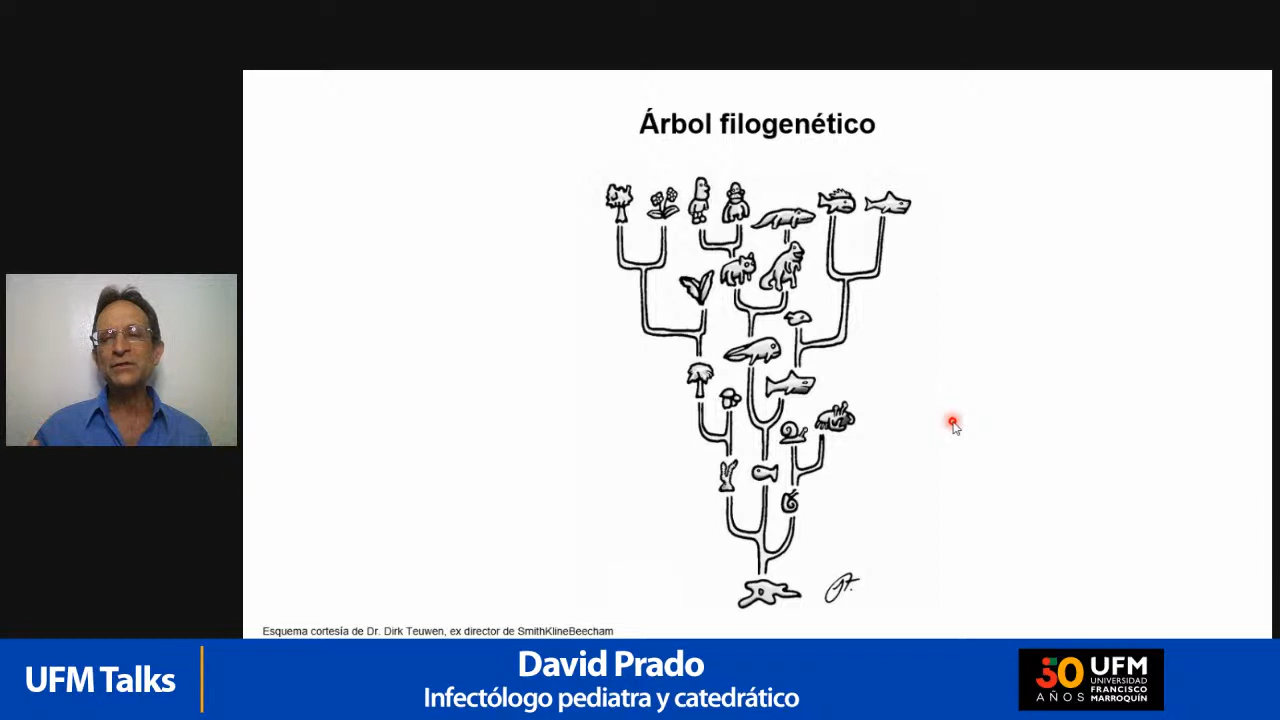 Árbol filogenético
Esquema cortesía de Dr. Dirk Teuwen, ex director de SmithKlineBeecham
UFM Talks
David Prado
Infectólogo pediatra y catedrático
50 AÑOS
UFM
UNIVERSIDAD
FRANCISCO
MARROQUÍN